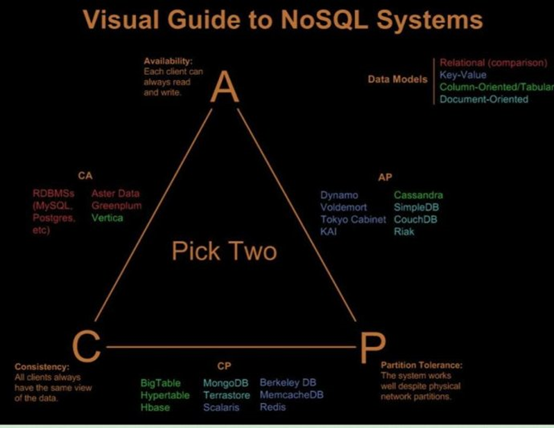 Visual Guide to NoSQL Systems
Availability:
Each client can
always read
and write.
A
Data Models
Relational (comparison)
Key-Value
Column-Oriented/Tabular
Document-Oriented
CA
RDBMSs
(MySQL,
Postgres,
etc)
Aster Data
Greenplum
Vertica
AP
Dynamo
Voldemort
Tokyo Cabinet
KAI
Cassandra
SimpleDB
CouchDB
Riak
Pick Two
C
Consistency:
All clients always
have the same view
of the data.
CP
BigTable
Hypertable
Hbase
MongoDB
Terrastore
Scalaris
Berkeley DB
MemcacheDB
Redis
P
Partition Tolerance:
The system works
well despite physical
network partitions.